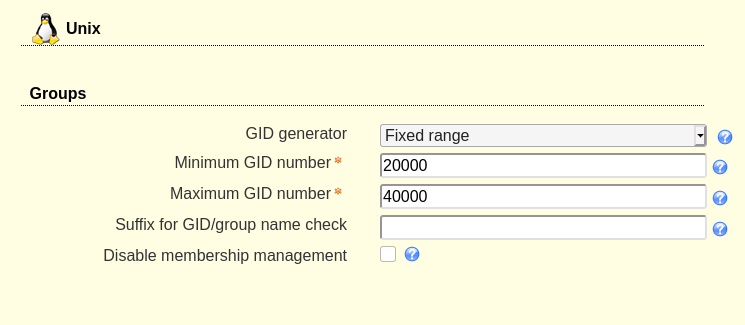 Unix
Groups
GID generator Fixed range
Minimum GID number* 20000
Maximum GID number* 40000
Suffix for GID/group name check
Disable membership management